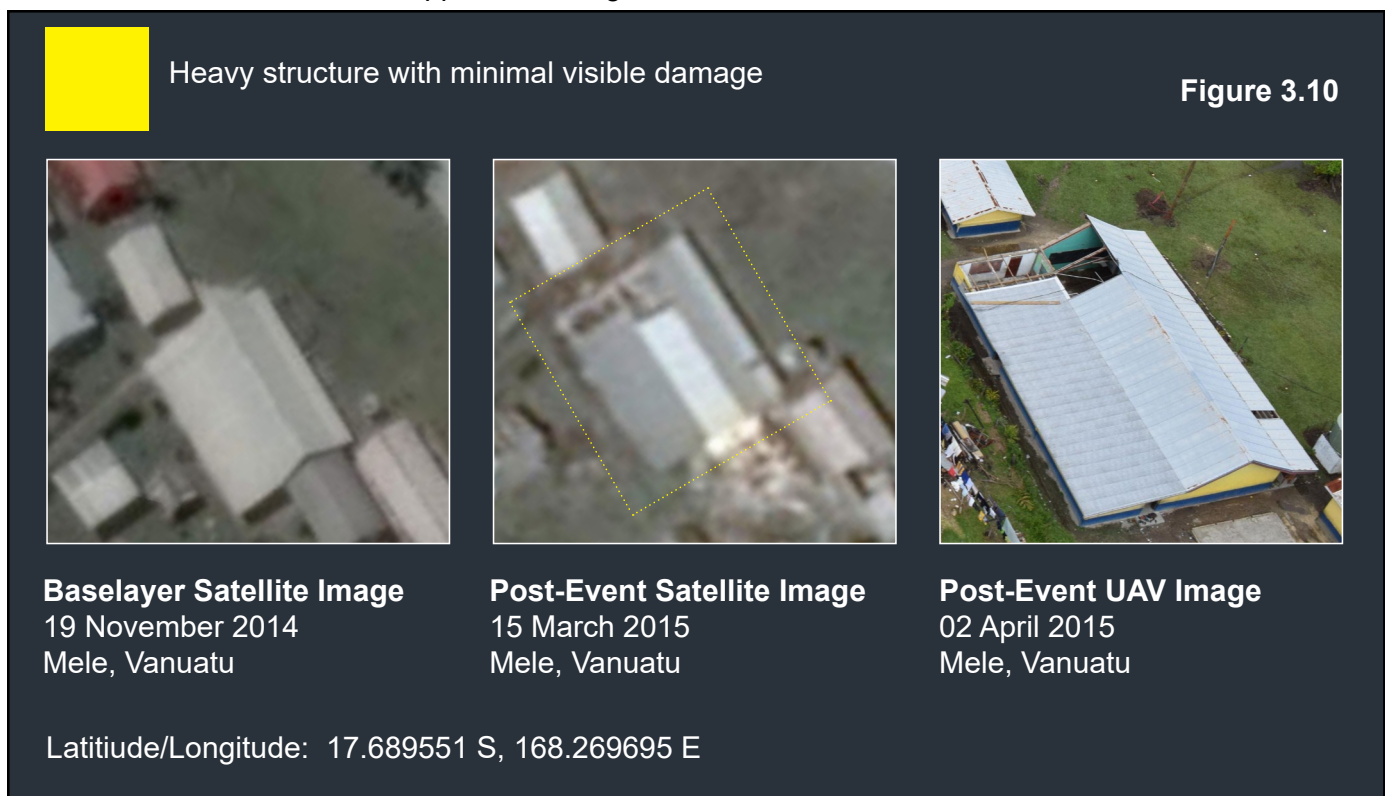 Heavy structure with minimal visible damage
Figure 3.10
Baselayer Satellite Image
19 November 2014
Mele, Vanuatu
Post-Event Satellite Image
15 March 2015
Mele, Vanuatu
Post-Event UAV Image
02 April 2015
Mele, Vanuatu
Latitiude/Longitude: 17.689551 S, 168.269695 E